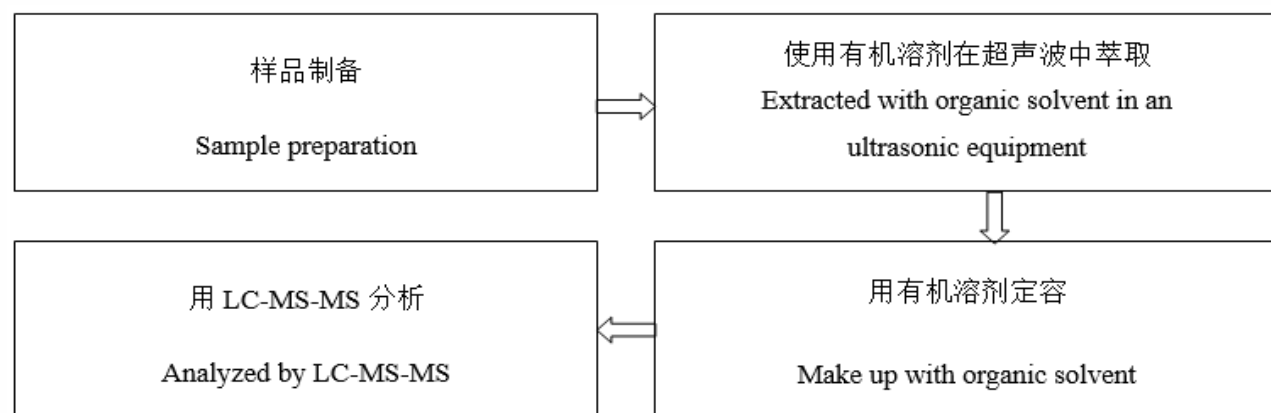 样品制备
Sample preparation
使用有机溶剂在超声波中萃取
Extracted with organic solvent in an
ultrasonic equipment
用有机溶剂定容
Make up with organic solvent
用 LC-MS-MS 分析
Analyzed by LC-MS-MS